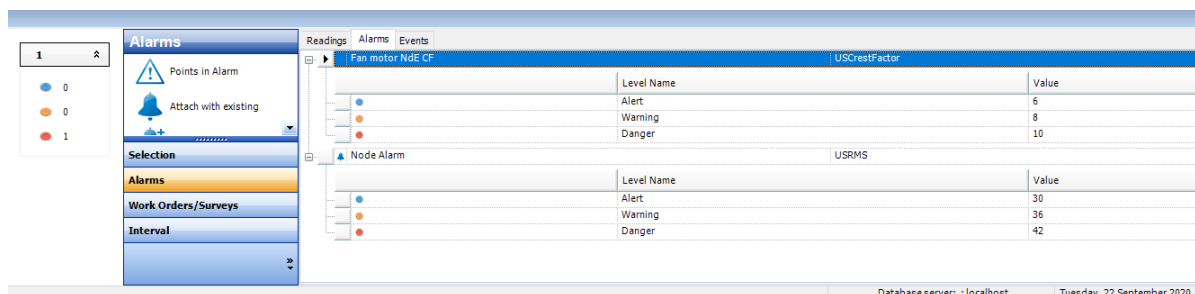 1
0
0
1
Alarms
Points in Alarm
Attach with existing
Selection
Alarms
Work Orders/Surveys
Interval
Readings Alarms Events
Fan motor NdE CF USCrestFactor
Level Name Value
Alert 6
Warning 8
Danger 10
Node Alarm USRMS
Level Name Value
Alert 30
Warning 36
Danger 42
Database server: : localhost Tuesday, 22 September 2020